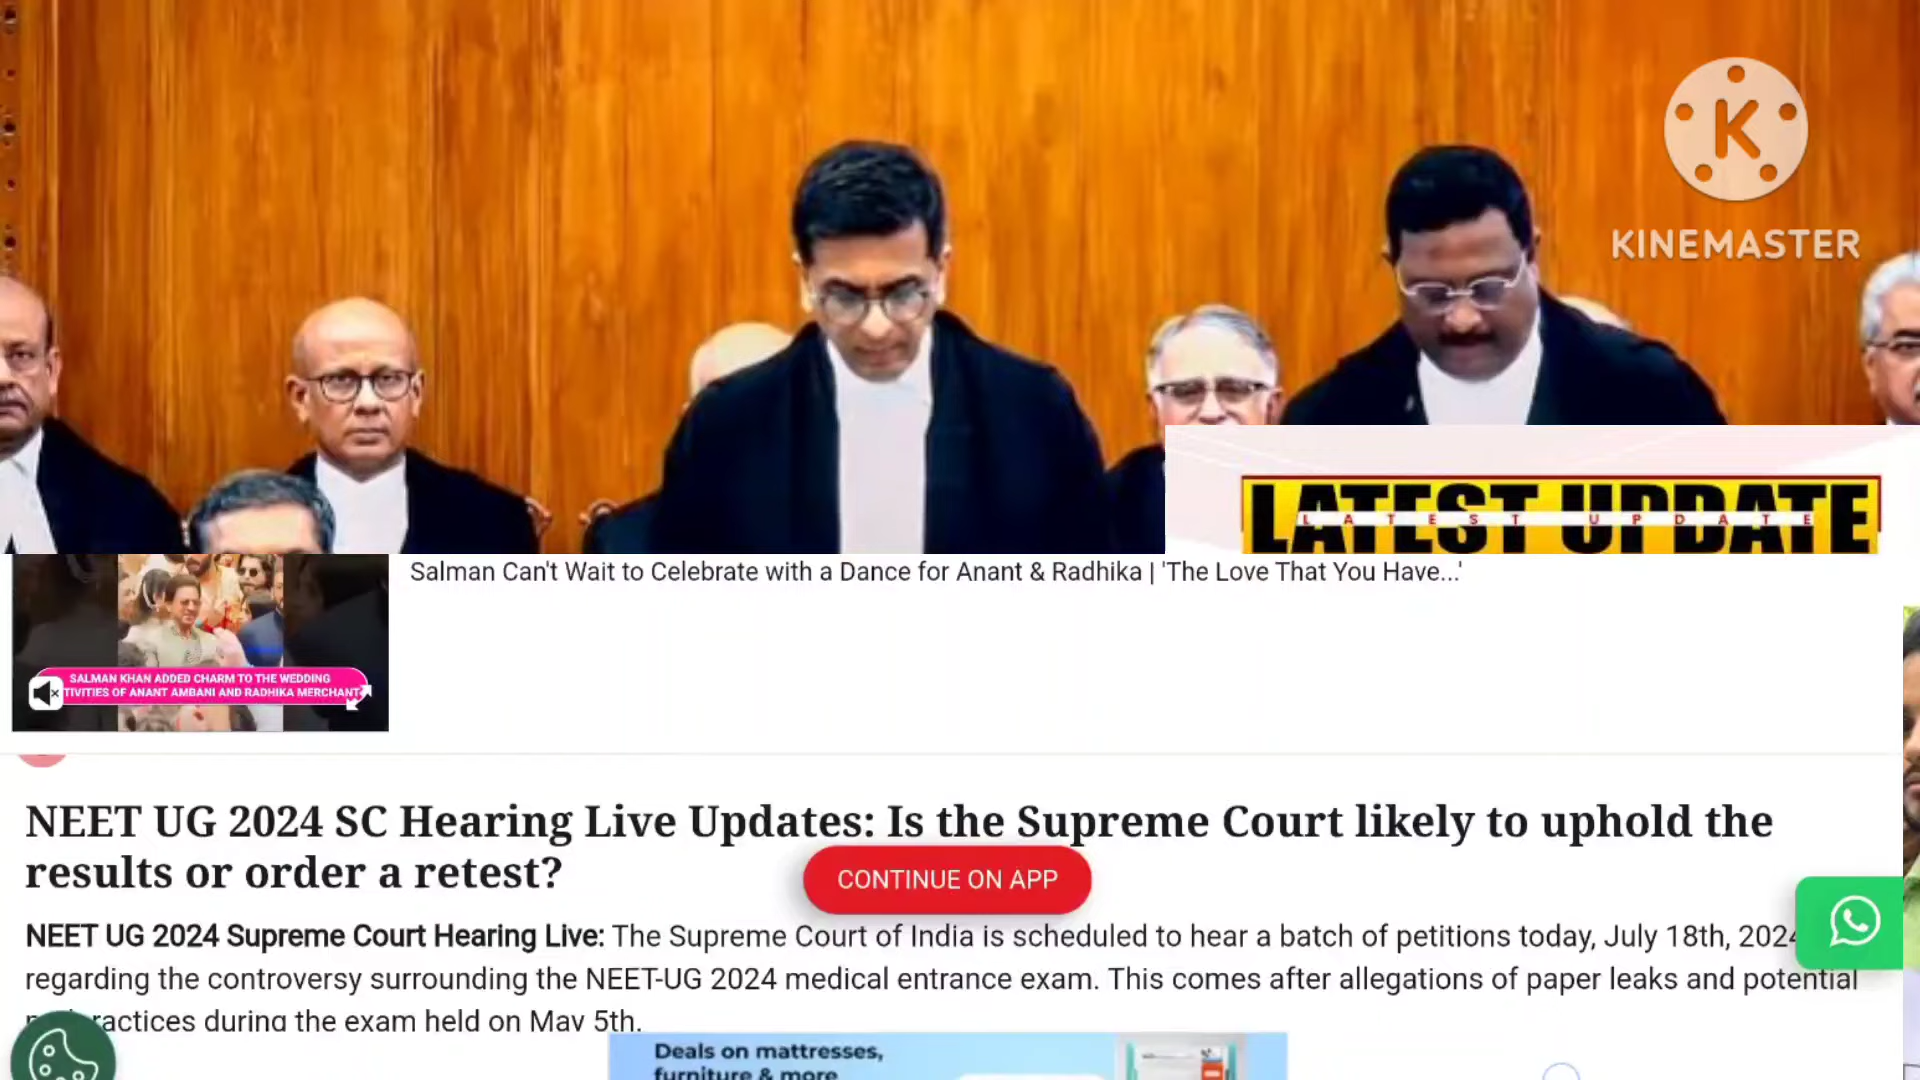 K
KINEMASTER
LATEST UPDATE
LATEST UPDATE
Salman Can't Wait to Celebrate with a Dance for Anant & Radhika | 'The Love That You Have...'
SALMAN KHAN ADDED CHARM TO THE WEDDING
TIVITIES OF ANANT AMBANI AND RADHIKA MERCHANT
NEET UG 2024 SC Hearing Live Updates: Is the Supreme Court likely to uphold the
results or order a retest?
CONTINUE ON APP
NEET UG 2024 Supreme Court Hearing Live: The Supreme Court of India is scheduled to hear a batch of petitions today, July 18th, 2024
regarding the controversy surrounding the NEET-UG 2024 medical entrance exam. This comes after allegations of paper leaks and potential
ractices during the exam held on May 5th.
Deals on mattresses,
furniture & more